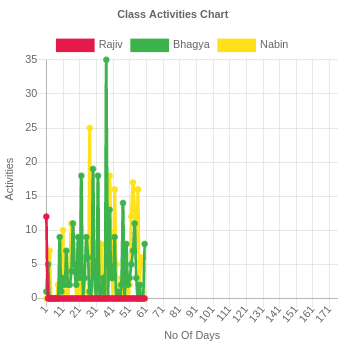 Class Activities Chart
Rajiv Bhagya Nabin
35
30
25
20
15
10
5
0
Activities
1 11 21 31 41 51 61 71 81 91 101 111 121 131 141 151 161 171
No Of Days